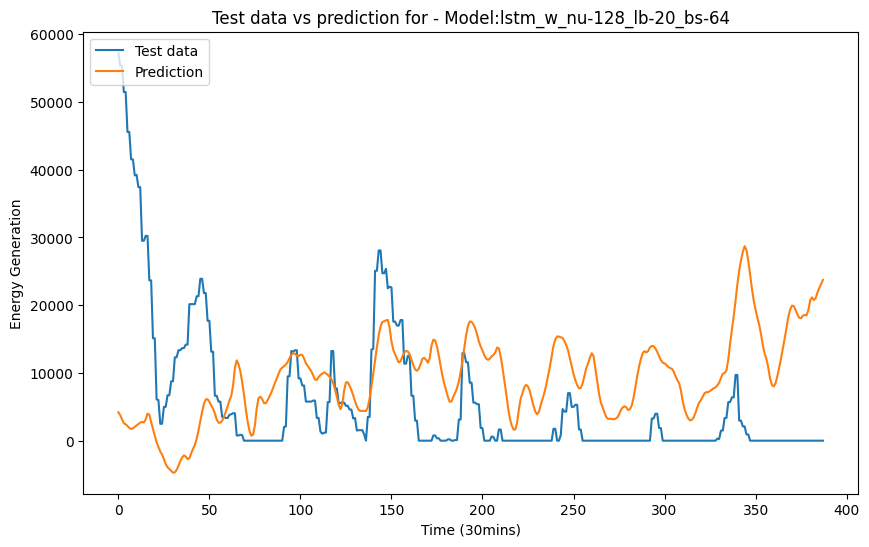 Test data vs prediction for - Model:lstm_w_nu-128_lb-20_bs-64
Test data
Prediction
60000
50000
40000
30000
20000
10000
0
Energy Generation
0 50 100 150 200 250 300 350 400
Time (30mins)